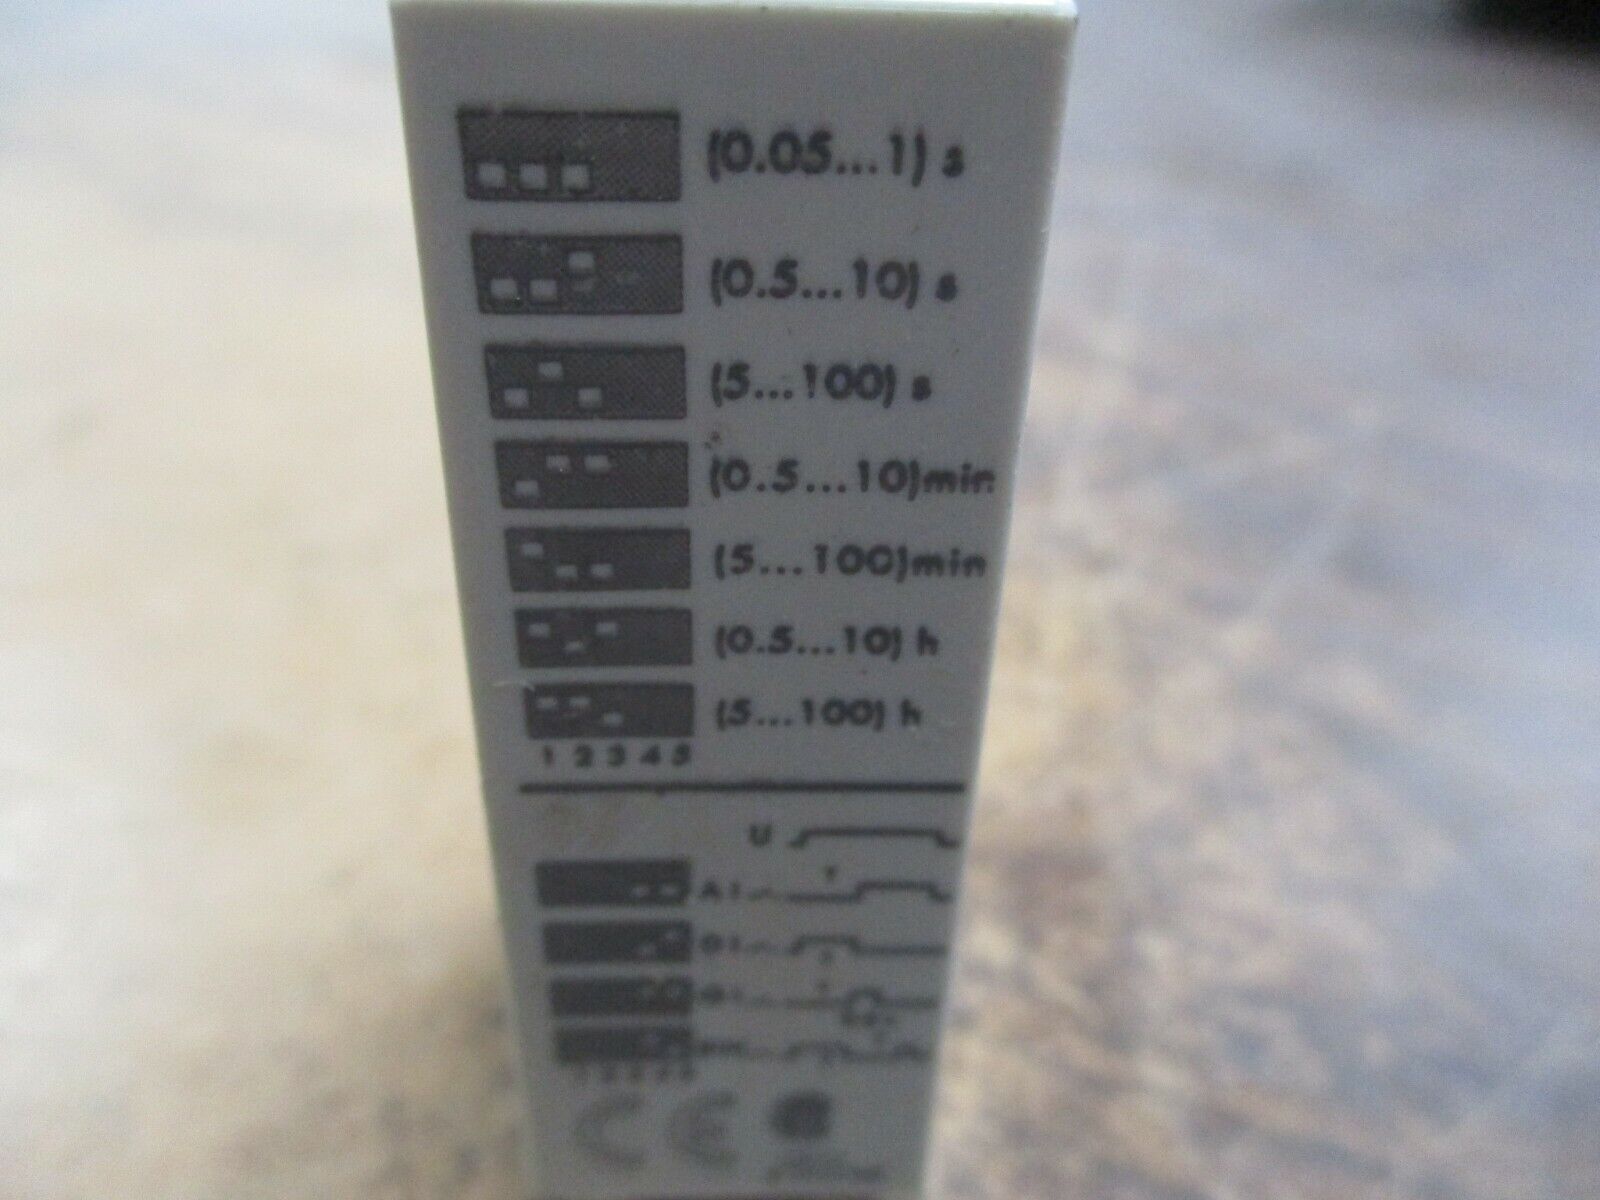 (0.05...1) s
(0.5...10) s
(5...100) s
(0.5...10)min
(5...100)min
(0.5...10) h
(5...100) h
1 2 3 4 5
U
A I
CE